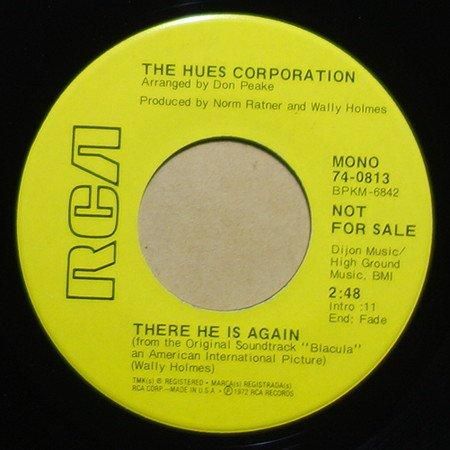 THE HUES CORPORATION
Arranged by Don Peake
Produced by Norm Ratner and Wally Holmes
RCA
MONO
74-0813
BPKM-6842
NOT
FOR SALE
Dijon Music/
High Ground
Music, BMI
2:48
Intro :11
End: Fade
THERE HE IS AGAIN
(from the Original Soundtrack "Blacula"
an American International Picture)
(Wally Holmes)
TMK(s) ® REGISTERED • MARCA(s) REGISTRADA(s)
RCA CORP.—MADE IN U.S.A • ℗ 1972 RCA RECORDS